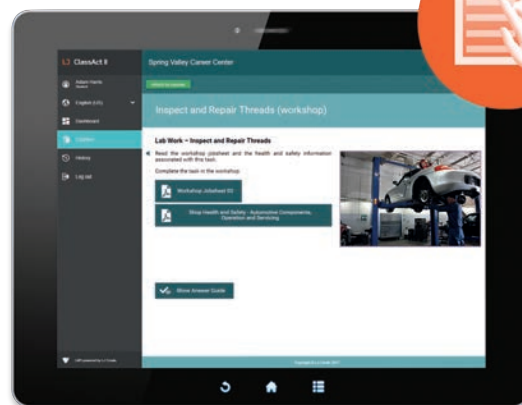 ClassAct II
Spring Valley Career Center
Adam Harris
English (US)
Inspect and Repair Threads (workshop)
Dashboard
Lab Work – Inspect and Repair Threads
Read the workshop jobsheet and the health and safety information
associated with this task.
History
Complete the task in the workshop.
Log out
Workshop Jobsheet 02
Shop Health and Safety - Automotive Components,
Operation and Servicing
Show Answer Guide